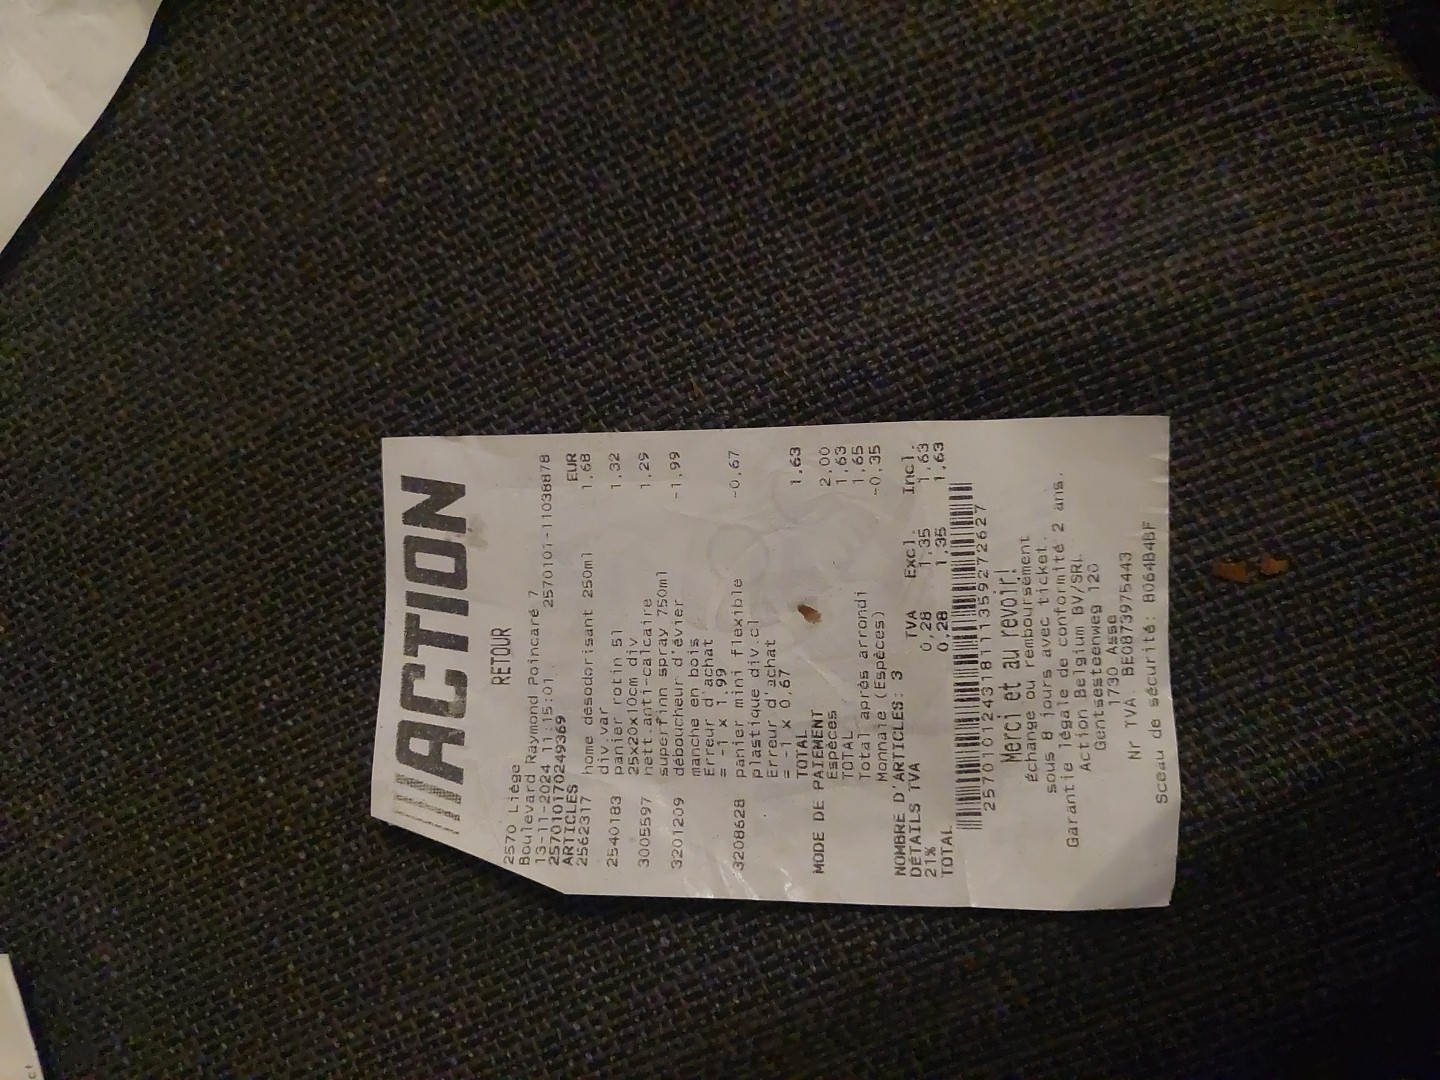 ACTION
RETOUR
2570 Liège
Boulevard Raymond Poincaré 7
13-11-2024 11:15:01 2570101-11038878
257010170249369
ARTICLES EUR
2562317 home désodorisant 250ml 1,68
div.var
2540183 panier rotin 5l 1,32
25x20x10cm div
3005597 nett.anti-calcaire 1,29
superfinn spray 750ml
3201209 déboucheur d'évier -1,99
manche en bois
Erreur d'achat
= -1 x 1,99
3208628 panier mini flexible -0,67
plastique div.cl
Erreur d'achat
= -1 x 0,67
TOTAL 1,63
MODE DE PAIEMENT
Espèces 2,00
TOTAL 1,63
Total après arrondi 1,65
Monnaie (Espèces) -0,35
NOMBRE D'ARTICLES: 3
DÉTAILS TVA TVA Excl. Incl.
21% 0,28 1,35 1,63
TOTAL 0,28 1,35 1,63
257010124318111359272627
Merci et au revoir!
échange ou remboursement
sous 8 jours avec ticket.
Garantie légale de conformité 2 ans.
Action Belgium BV/SRL
Gentsesteenweg 120
1730 Asse
Nr TVA. BE0873975443
Sceau de sécurité: B064B4BF
ct